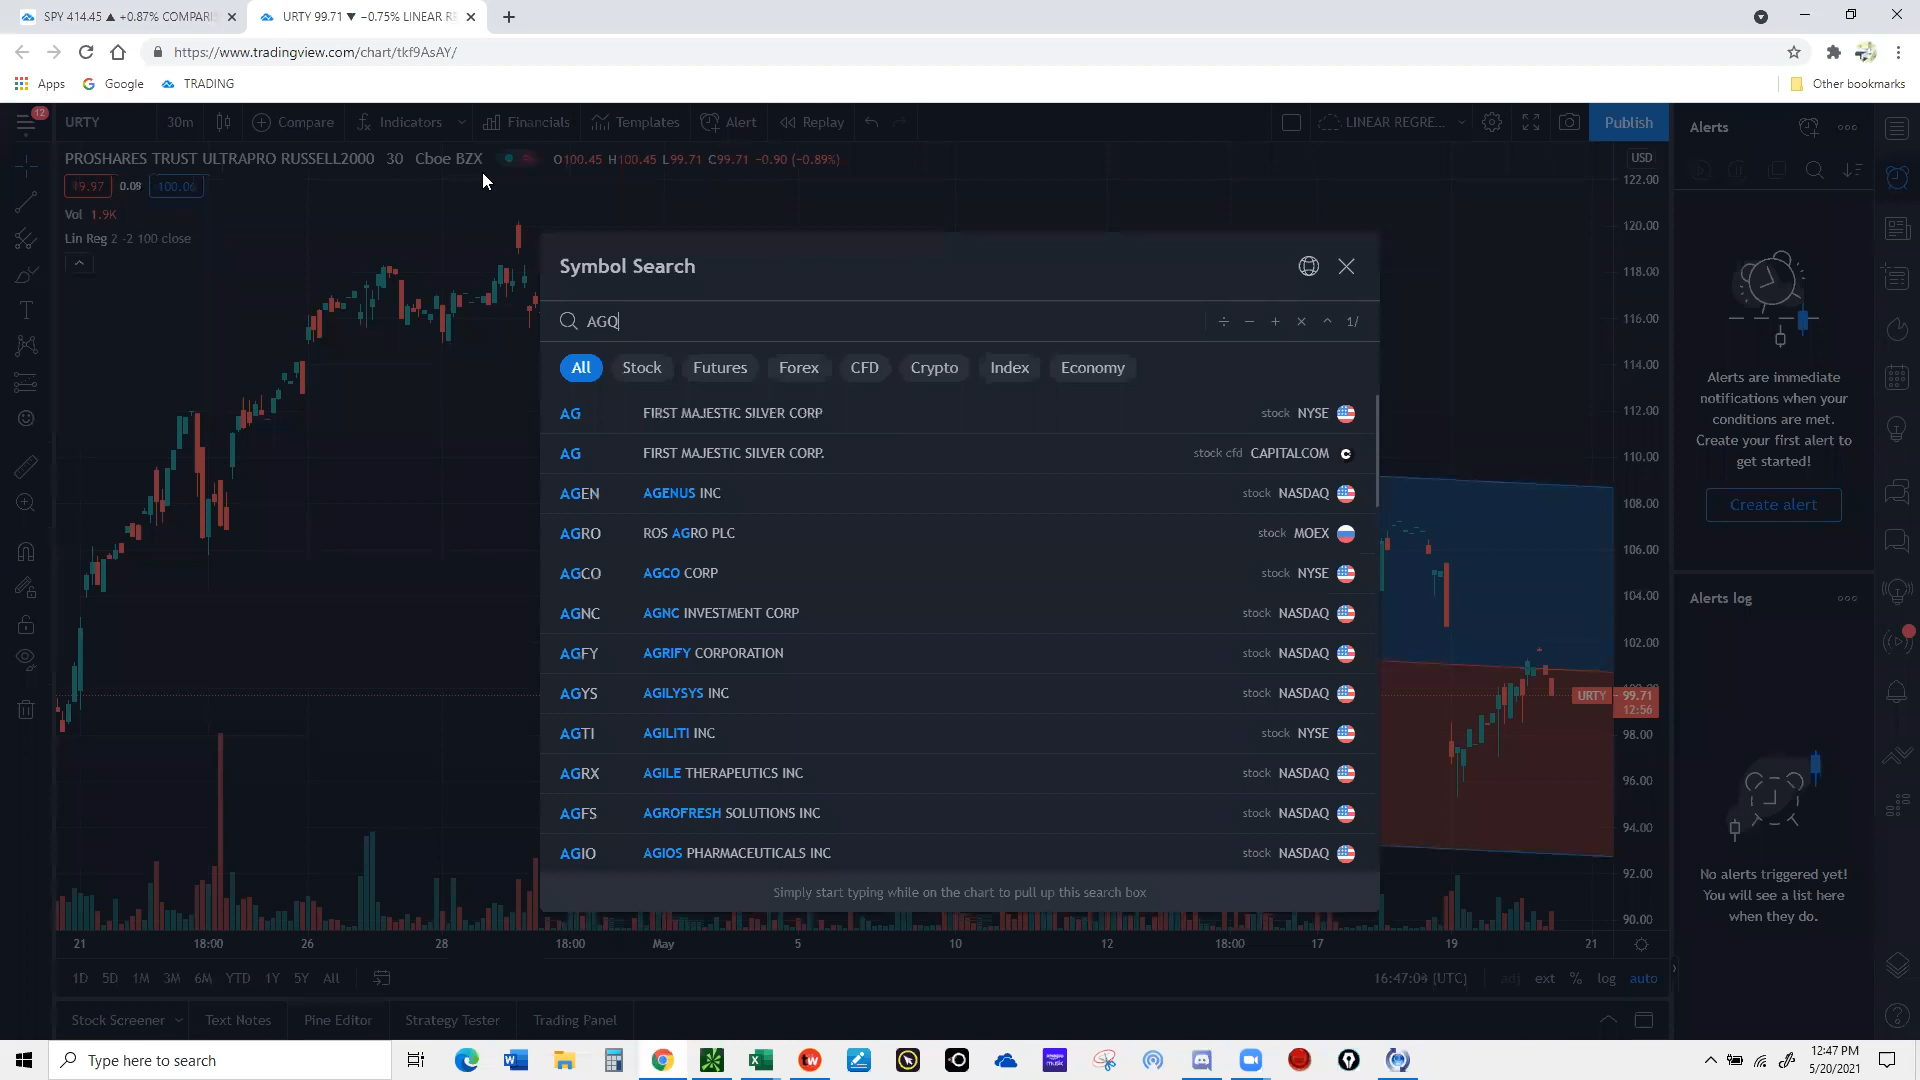 SPY 414.45 ▲ +0.87% COMPARI
URTY 99.71 ▼ −0.75% LINEAR RE
https://www.tradingview.com/chart/tkf9AsAY/
Apps
Google
TRADING
Other bookmarks
12
URTY
30m
Compare
Indicators
Financials
Templates
Alert
Replay
LINEAR REGRE...
Publish
Alerts
PROSHARES TRUST ULTRAPRO RUSSELL2000 30 Cboe BZX
O100.45 H100.45 L99.71 C99.71 −0.90 (−0.89%)
0.09
Vol 1.9K
Lin Reg 2 -2 100 close
USD
122.00
120.00
118.00
116.00
114.00
112.00
110.00
108.00
106.00
104.00
102.00
URTY
99.71
12:56
98.00
96.00
94.00
92.00
90.00
Symbol Search
AGQ
÷ − + × ^ 1/
All
Stock
Futures
Forex
CFD
Crypto
Index
Economy
AG FIRST MAJESTIC SILVER CORP stock NYSE
AG FIRST MAJESTIC SILVER CORP. stock cfd CAPITALCOM
AGEN AGENUS INC stock NASDAQ
AGRO ROS AGRO PLC stock MOEX
AGCO AGCO CORP stock NYSE
AGNC AGNC INVESTMENT CORP stock NASDAQ
AGFY AGRIFY CORPORATION stock NASDAQ
AGYS AGILYSYS INC stock NASDAQ
AGTI AGILITI INC stock NYSE
AGRX AGILE THERAPEUTICS INC stock NASDAQ
AGFS AGROFRESH SOLUTIONS INC stock NASDAQ
AGIO AGIOS PHARMACEUTICALS INC stock NASDAQ
Simply start typing while on the chart to pull up this search box
Alerts are immediate
notifications when your
conditions are met.
Create your first alert to
get started!
Create alert
Alerts log
No alerts triggered yet!
You will see a list here
when they do.
21 18:00 26 28 18:00 May 5 10 12 18:00 17 19 21
1D 5D 1M 3M 6M YTD 1Y 5Y All
(UTC)
adj ext % log auto
Stock Screener
Text Notes
Pine Editor
Strategy Tester
Trading Panel
Type here to search
12:47 PM
5/20/2021